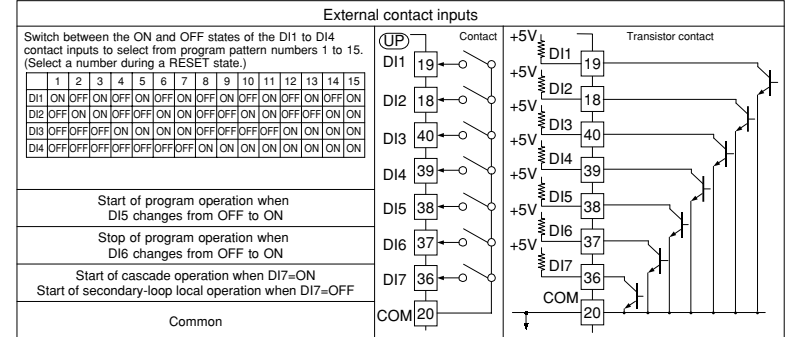 External contact inputs
Switch between the ON and OFF states of the DI1 to DI4
contact inputs to select from program pattern numbers 1 to 15.
(Select a number during a RESET state.)
1 2 3 4 5 6 7 8 9 10 11 12 13 14 15
DI1 ON OFF ON OFF ON OFF ON OFF ON OFF ON OFF ON OFF ON
DI2 OFF ON ON OFF OFF ON ON OFF OFF ON ON OFF OFF ON ON
DI3 OFF OFF OFF ON ON ON ON OFF OFF OFF OFF ON ON ON ON
DI4 OFF OFF OFF OFF OFF OFF OFF ON ON ON ON ON ON ON ON
Start of program operation when
DI5 changes from OFF to ON
Stop of program operation when
DI6 changes from OFF to ON
Start of cascade operation when DI7=ON
Start of secondary-loop local operation when DI7=OFF
Common
UP Contact
DI1 19
DI2 18
DI3 40
DI4 39
DI5 38
DI6 37
DI7 36
COM 20
Transistor contact
+5V DI1 19
+5V DI2 18
+5V DI3 40
+5V DI4 39
+5V DI5 38
+5V DI6 37
+5V DI7 36
COM 20